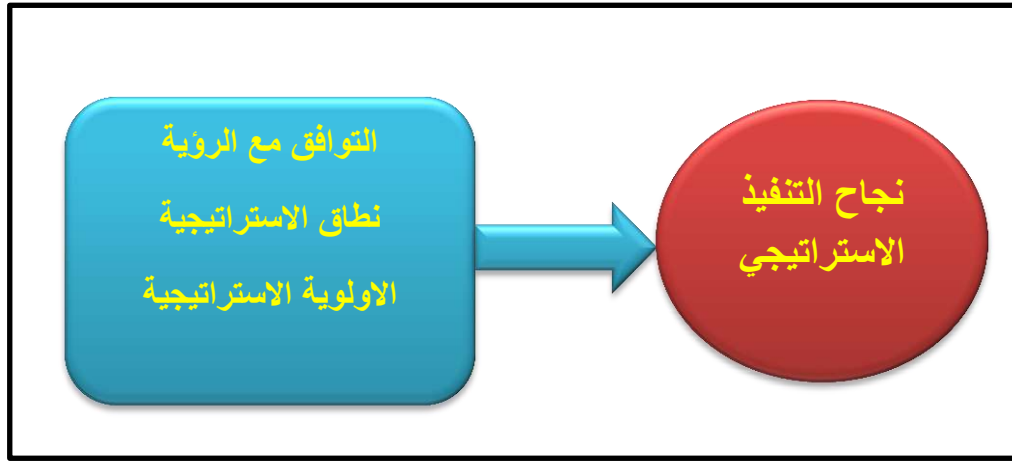 التوافق مع الرؤية
نطاق الاستراتيجية
الاولوية الاستراتيجية
نجاح التنفيذ
الاستراتيجي